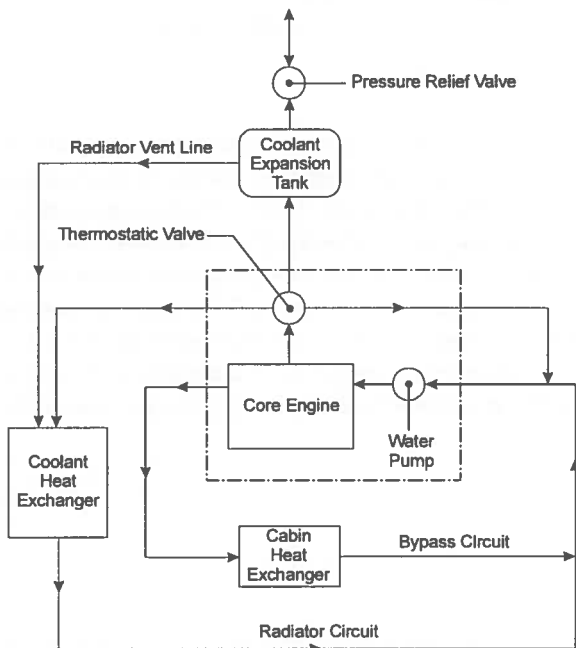 Pressure Relief Valve
Coolant
Expansion
Tank
Radiator Vent Line
Thermostatic Valve
Core Engine
Water
Pump
Coolant
Heat
Exchanger
Cabin
Heat
Exchanger
Bypass Circuit
Radiator Circuit